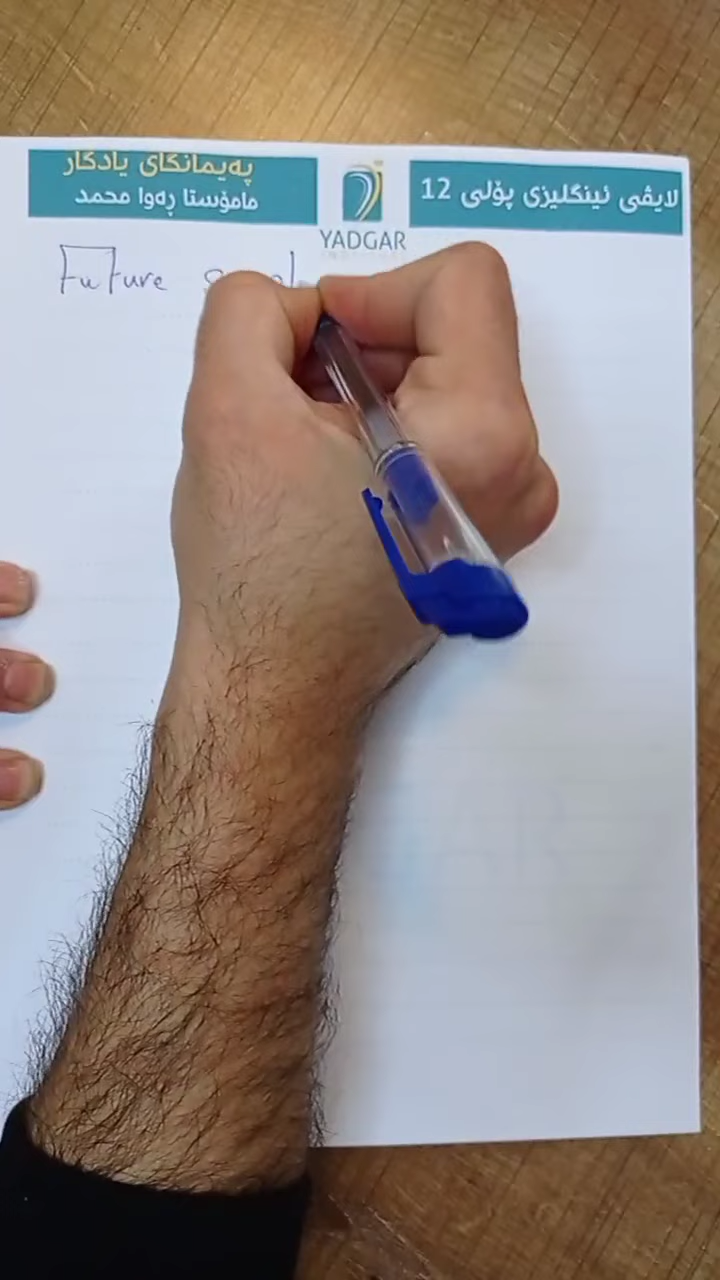 پەیمانگای یادگار
مامۆستا ڕەوا محمد
YADGAR
لایڤی ئینگلیزی پۆلی 12
Future